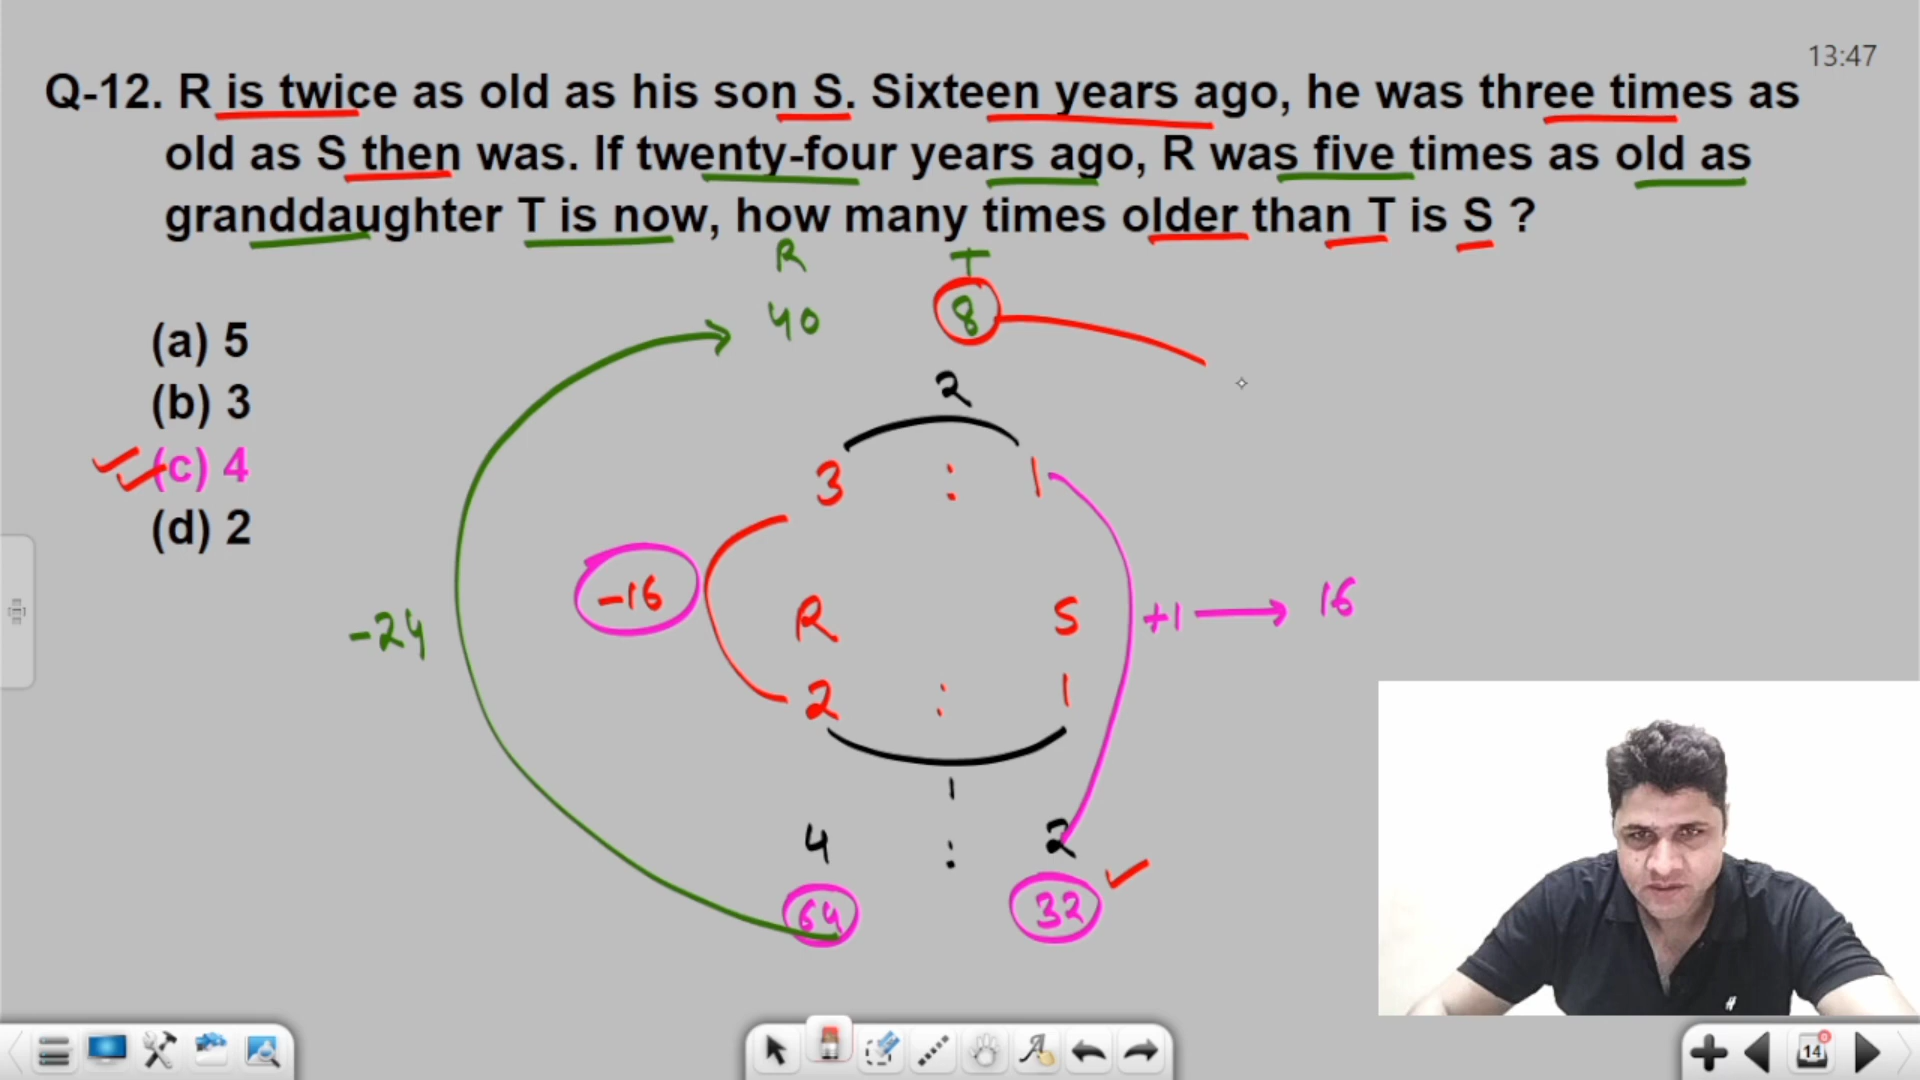 13:47
Q-12. R is twice as old as his son S. Sixteen years ago, he was three times as
old as S then was. If twenty-four years ago, R was five times as old as
granddaughter T is now, how many times older than T is S ?
R T
40 8
(a) 5
(b) 3
(c) 4
(d) 2
2
3 : 1
-16
R S
+1 → 16
-24
2 : 1
1
4 : 2
64 32
14